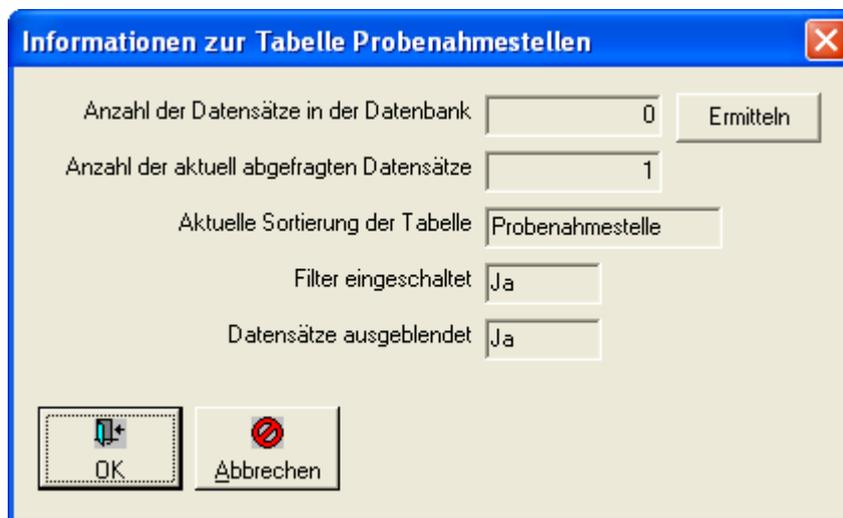 Informationen zur Tabelle Probenahmestellen
Anzahl der Datensätze in der Datenbank 0 Ermitteln
Anzahl der aktuell abgefragten Datensätze 1
Aktuelle Sortierung der Tabelle Probenahmestelle
Filter eingeschaltet Ja
Datensätze ausgeblendet Ja
OK Abbrechen